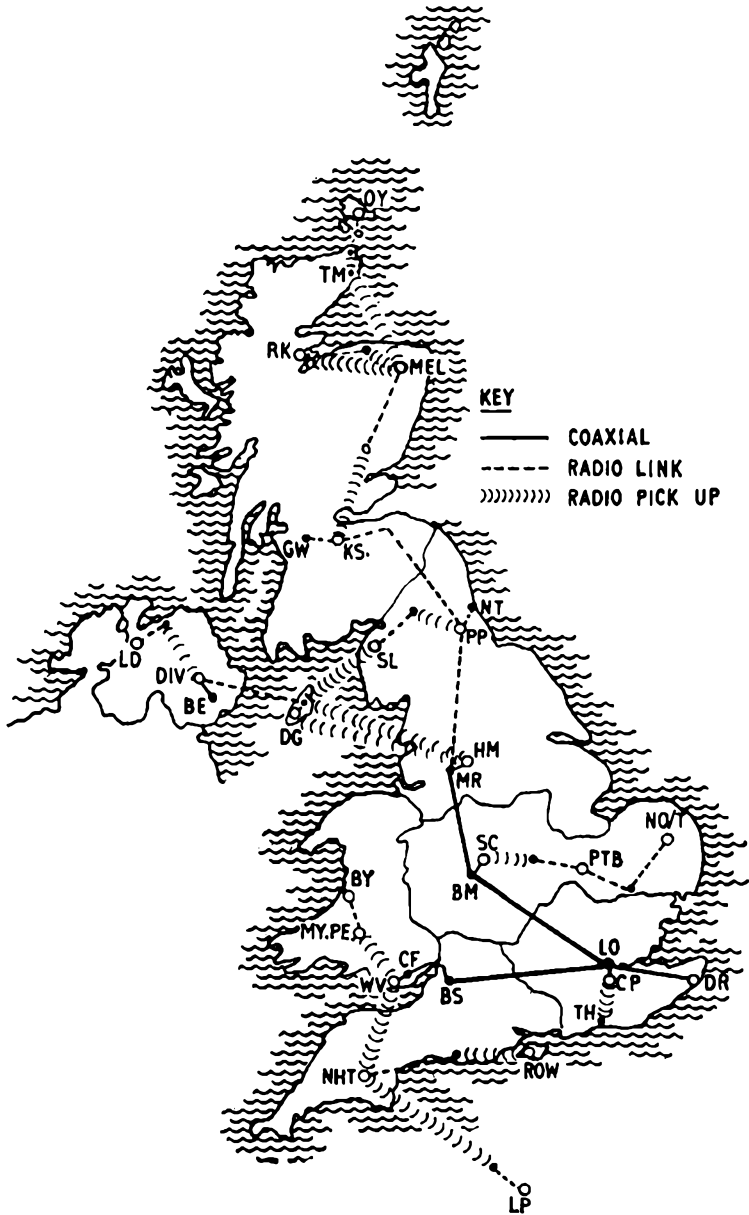 OY
TM
RK
MEL
KEY
COAXIAL
RADIO LINK
RADIO PICK UP
GW
KS.
NT
PP
LD
SL
DIV
BE
DG
HM
MR
NO/T
SC
PTB
BY
BM
MY.PE
CF
LO
WV
BS
CP
DR
TH
NHT
ROW
LP